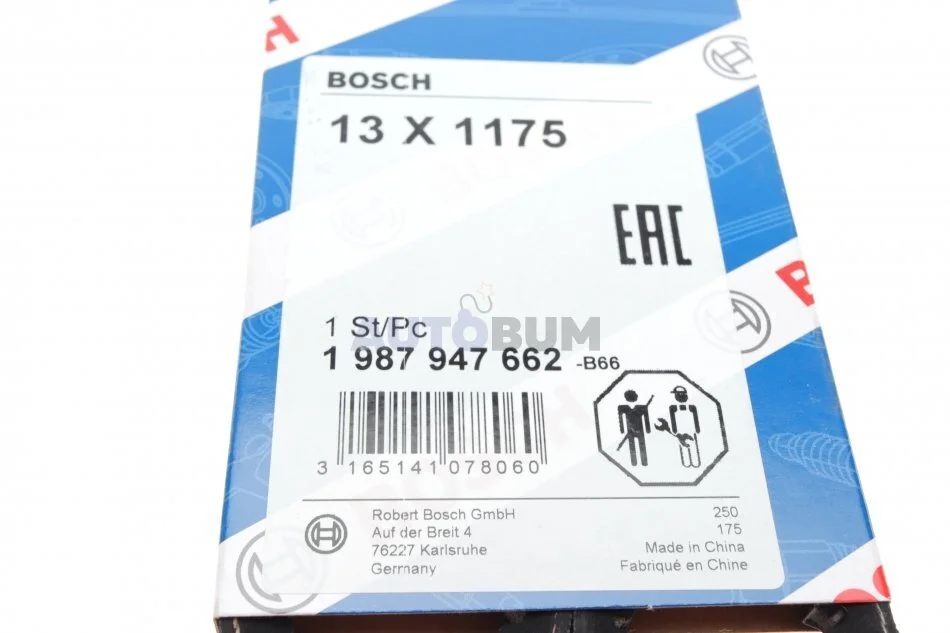 BOSCH
13 X 1175
EAC
1 St/Pc
AUTOBUM
1 987 947 662 -B66
3 165141 078060
Robert Bosch GmbH
Auf der Breit 4
76227 Karlsruhe
Germany
250
175
Made in China
Fabriqué en Chine